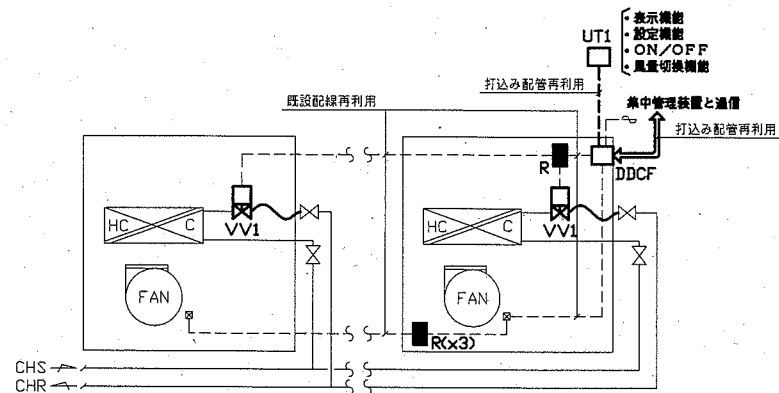 ・表示機能
・設定機能
・ON/OFF
・風量切換機能
UT1
打込み配管再利用
既設配線再利用
集中管理装置と通信
打込み配管再利用
R
DDCF
HC
C
VV1
HC
C
VV1
FAN
FAN
R(x3)
CHS
CHR